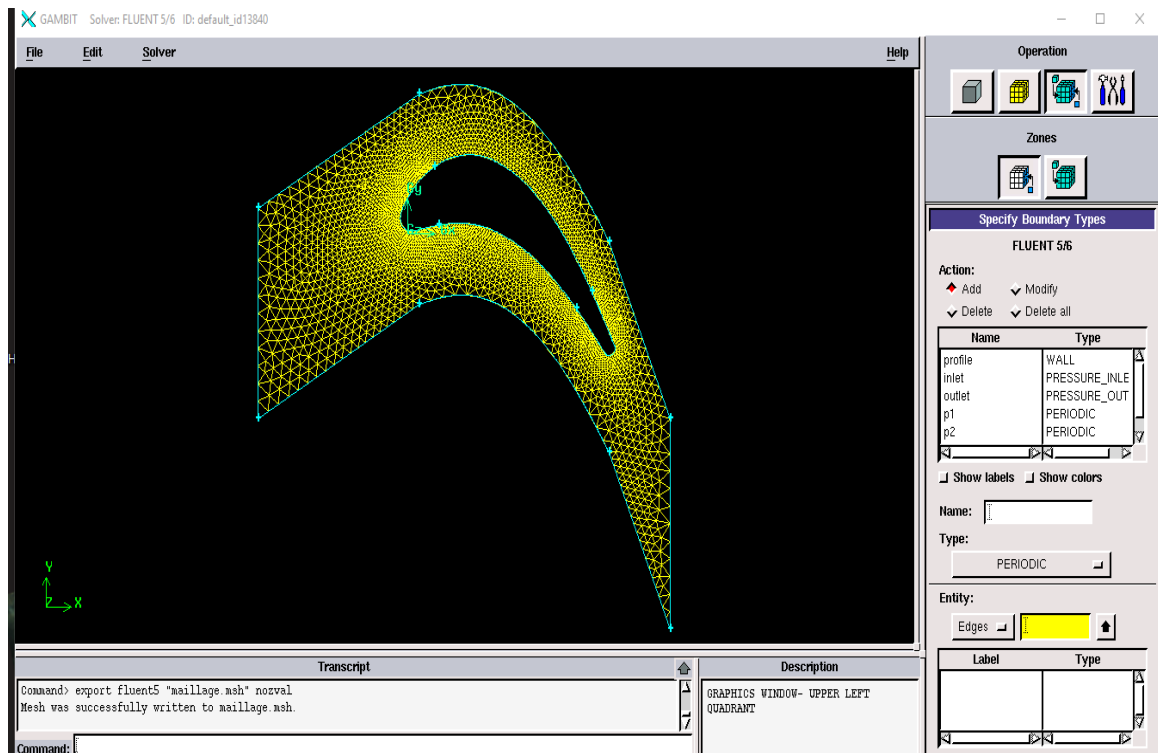 GAMBIT Solver: FLUENT 5/6 ID: default_id13840
File Edit Solver Help
Operation
Zones
Specify Boundary Types
FLUENT 5/6
Action:
Add Modify
Delete Delete all
Name Type
profile WALL
inlet PRESSURE_INLE
outlet PRESSURE_OUT
p1 PERIODIC
p2 PERIODIC
Show labels Show colors
Name:
Type:
PERIODIC
Entity:
Edges
Label Type
Y
Z X
Transcript
Command> export fluent5 "maillage.msh" nozval
Mesh was successfully written to maillage.msh.
Command:
Description
GRAPHICS WINDOW- UPPER LEFT
QUADRANT